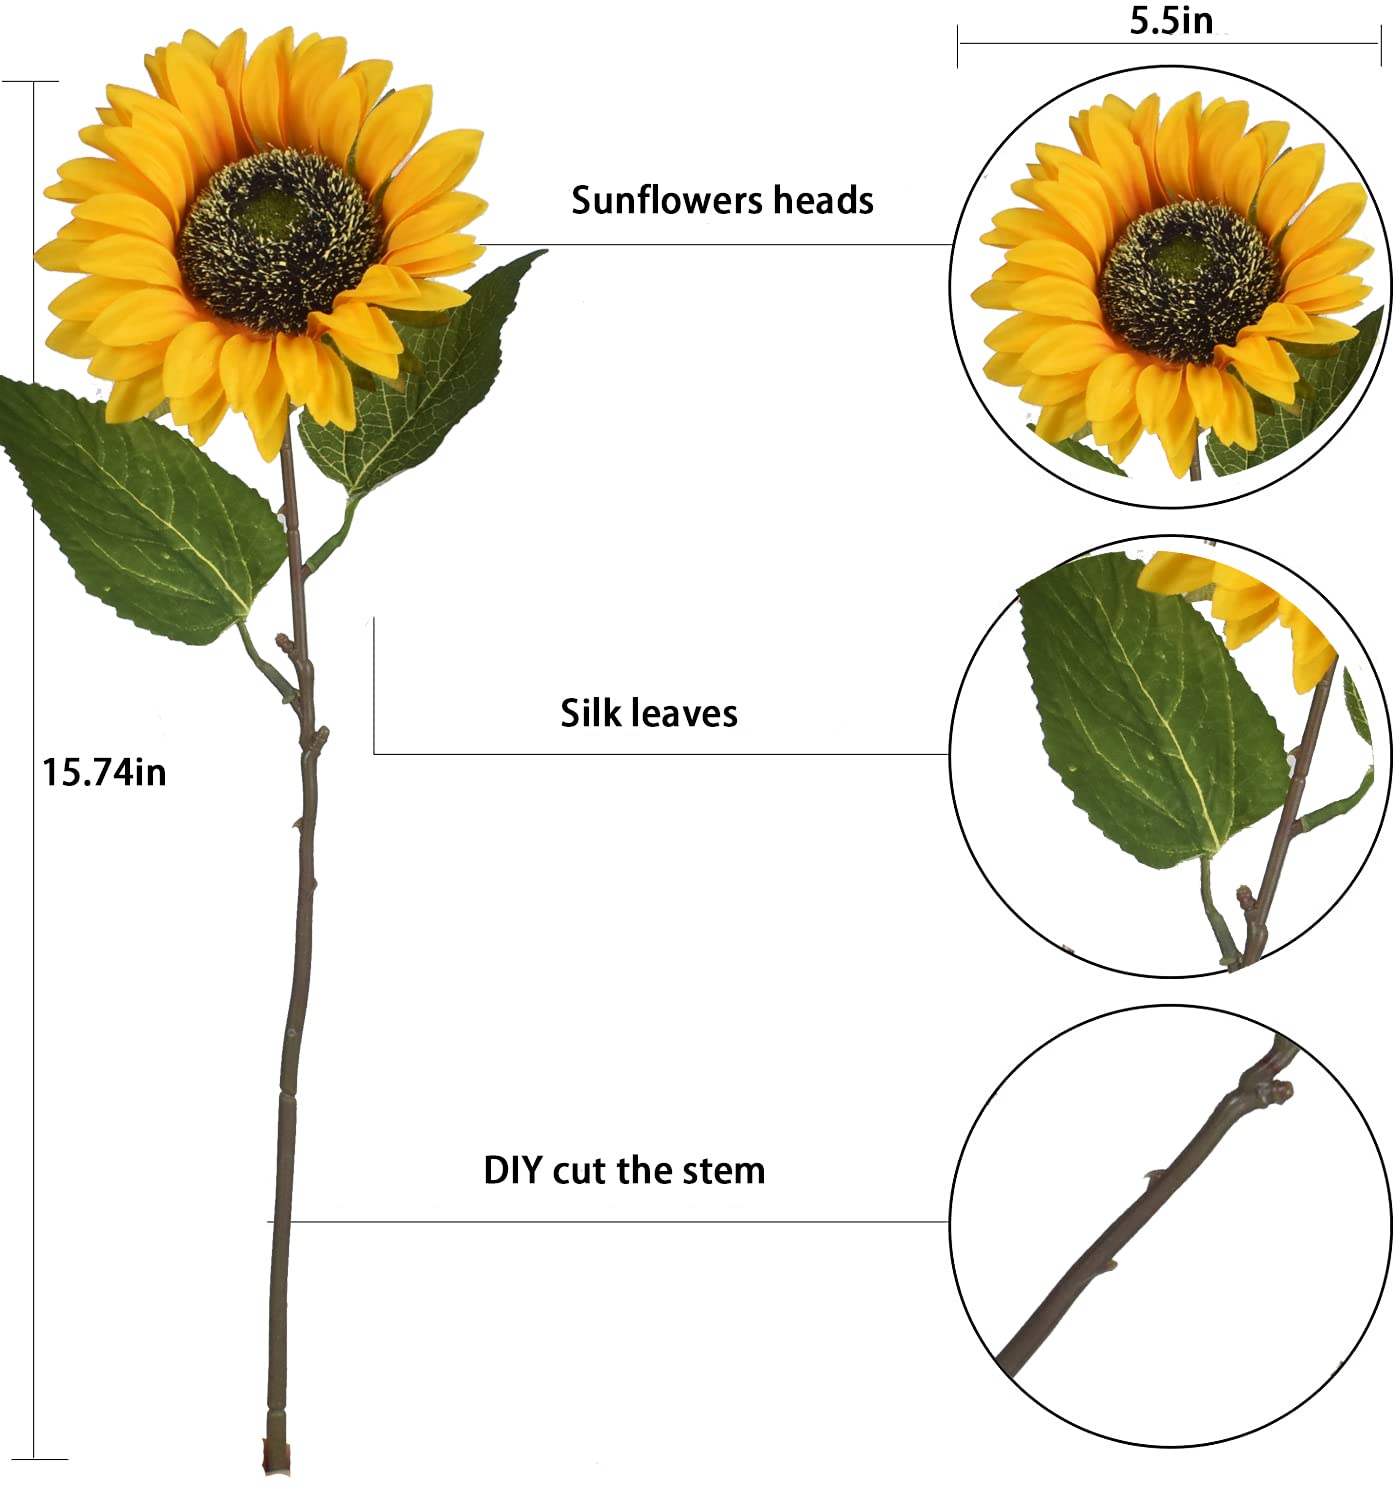 5.5in
Sunflowers heads
Silk leaves
15.74in
DIY cut the stem